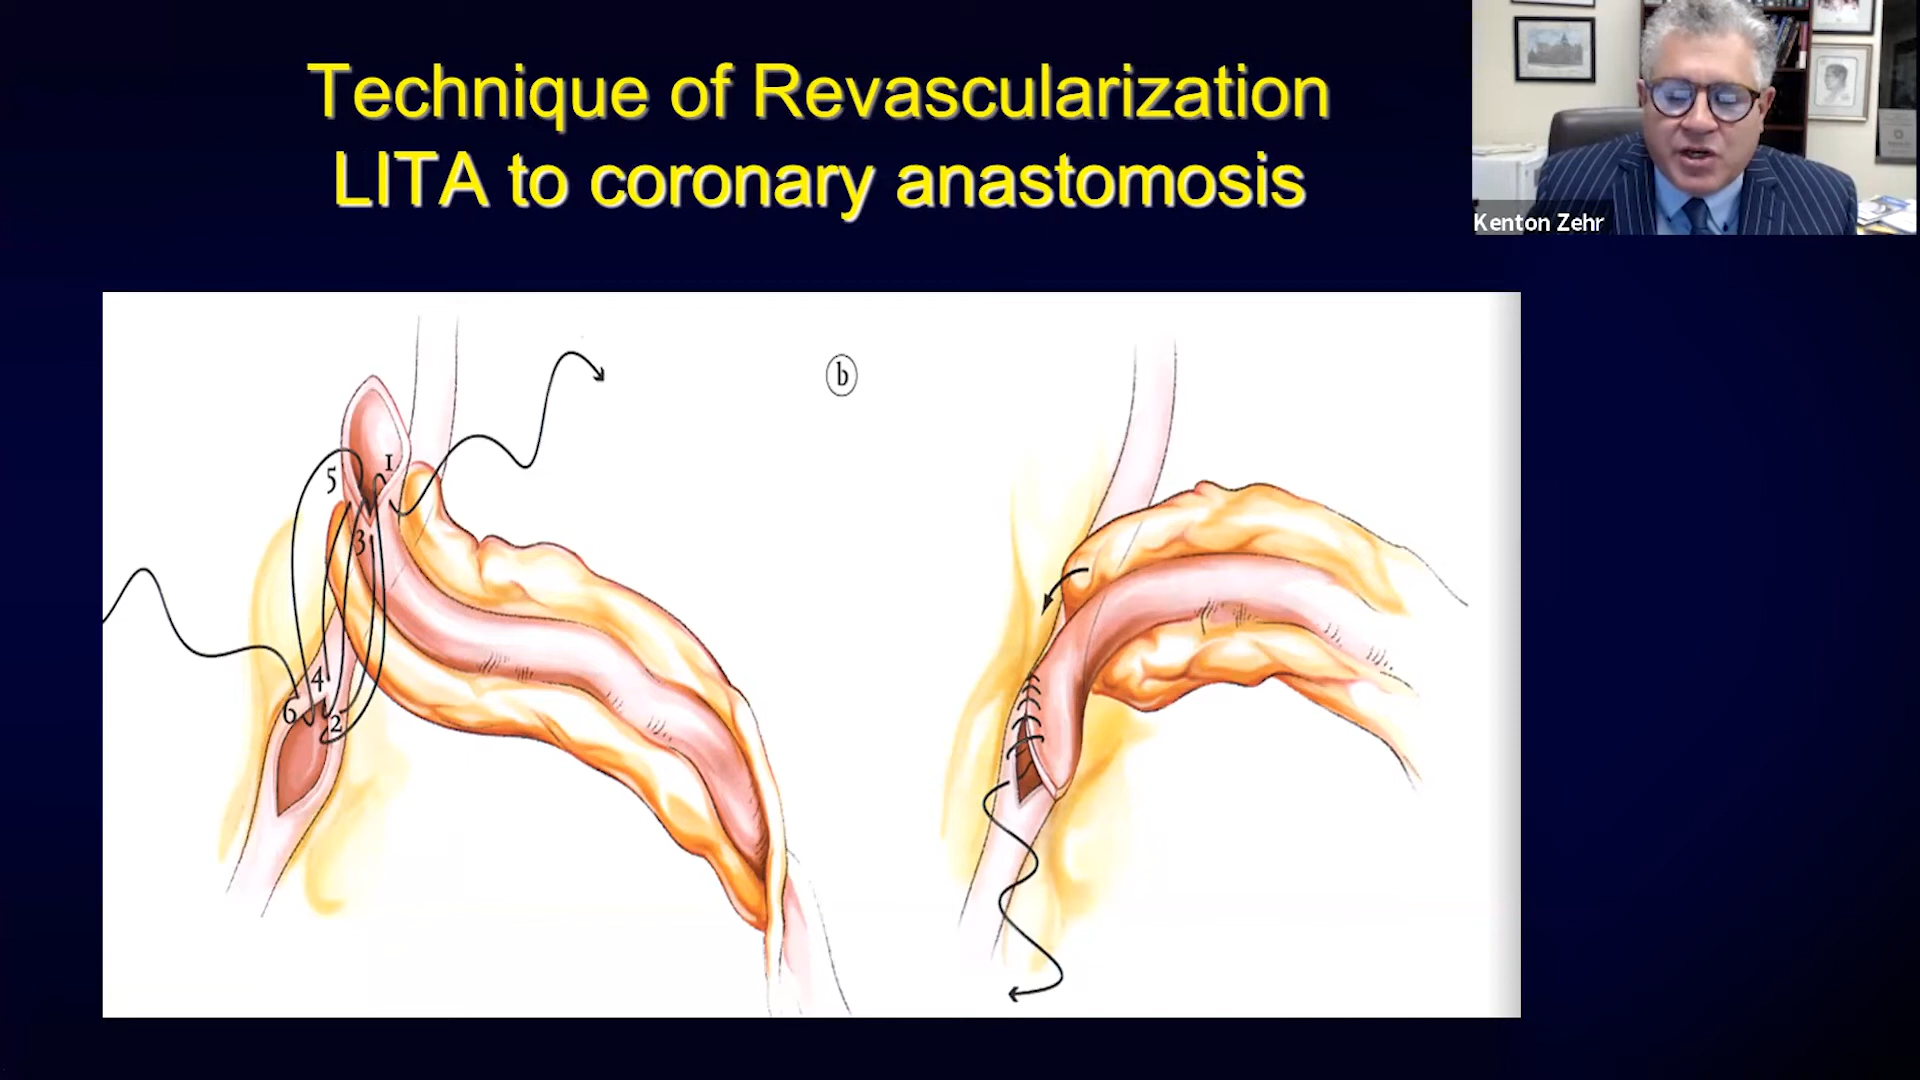 Technique of Revascularization
LITA to coronary anastomosis
Kenton Zehr
b
5
1
3
4
6
2